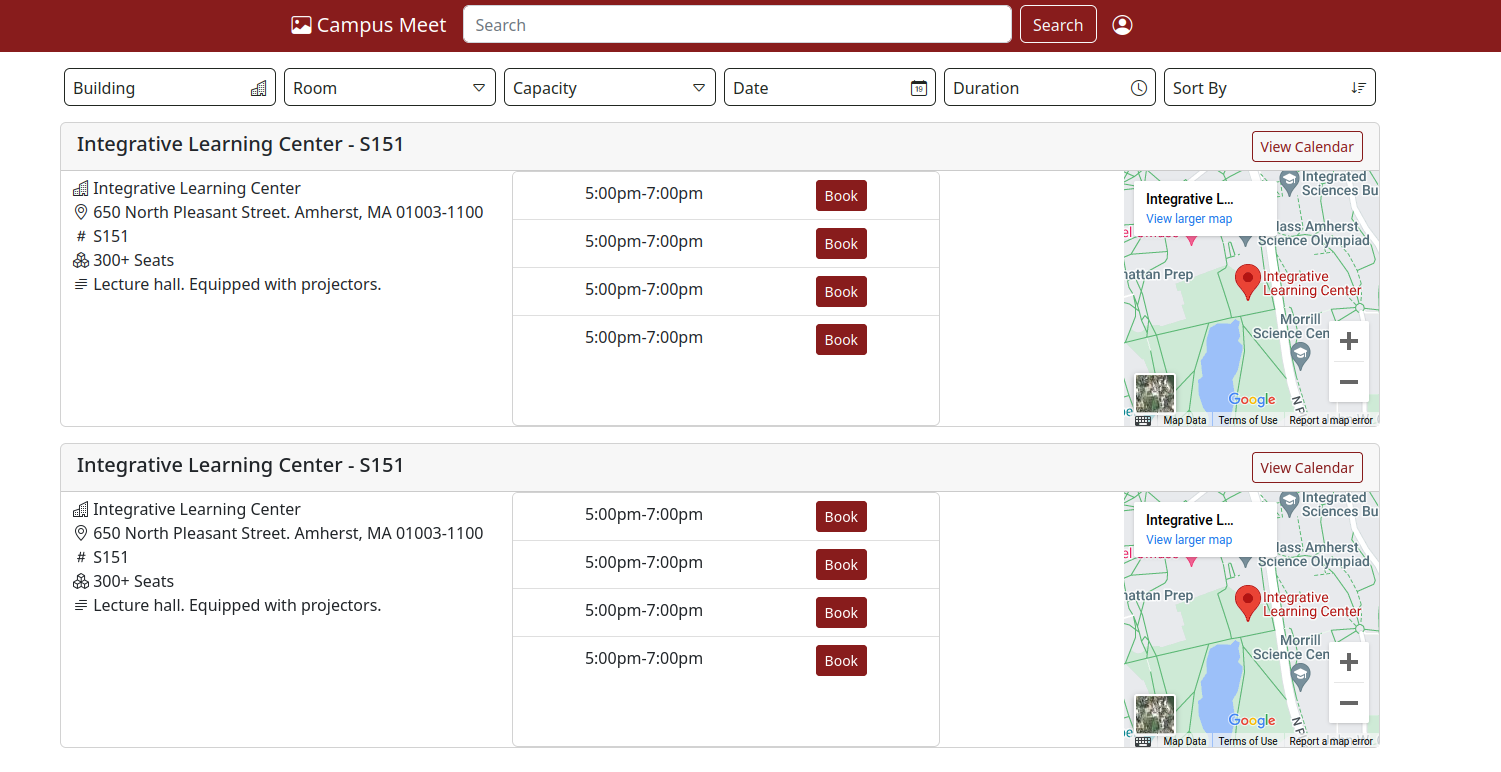 Campus Meet
Search
Search
Building
19
Room
Capacity
Date
Duration
Sort By
Integrative Learning Center - S151
View Calendar
Integrative Learning Center
650 North Pleasant Street. Amherst, MA 01003-1100
# S151
300+ Seats
Lecture hall. Equipped with projectors.
5:00pm-7:00pm Book
5:00pm-7:00pm Book
5:00pm-7:00pm Book
5:00pm-7:00pm Book
Integrative L...
View larger map
Integrated
Sciences Bu
lass Amherst
Science Olympiad
hattan Prep
Integrative
Learning Center
Morrill
Science Cen
Google
Map Data
Terms of Use
Report a map error
Integrative Learning Center - S151
View Calendar
Integrative Learning Center
650 North Pleasant Street. Amherst, MA 01003-1100
# S151
300+ Seats
Lecture hall. Equipped with projectors.
5:00pm-7:00pm Book
5:00pm-7:00pm Book
5:00pm-7:00pm Book
5:00pm-7:00pm Book
Integrative L...
View larger map
Integrated
Sciences Bu
lass Amherst
Science Olympiad
hattan Prep
Integrative
Learning Center
Morrill
Science Cen
Google
Map Data
Terms of Use
Report a map error